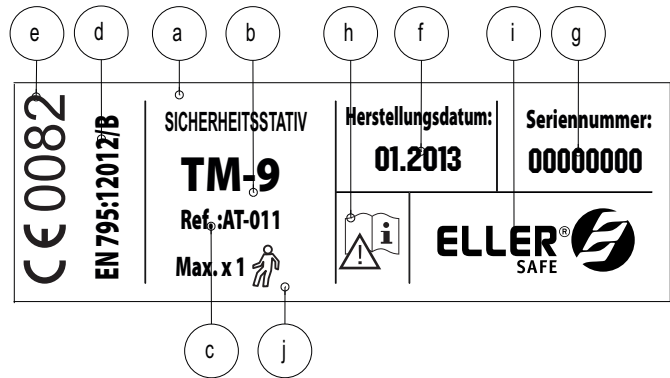 e
d
a
b
h
f
i
g
CE 0082
EN 795:12012/B
SICHERHEITSSTATIV
TM-9
Ref.:AT-011
Max. x 1
Herstellungsdatum:
01.2013
Seriennummer:
00000000
i
ELLER®
SAFE
c
j